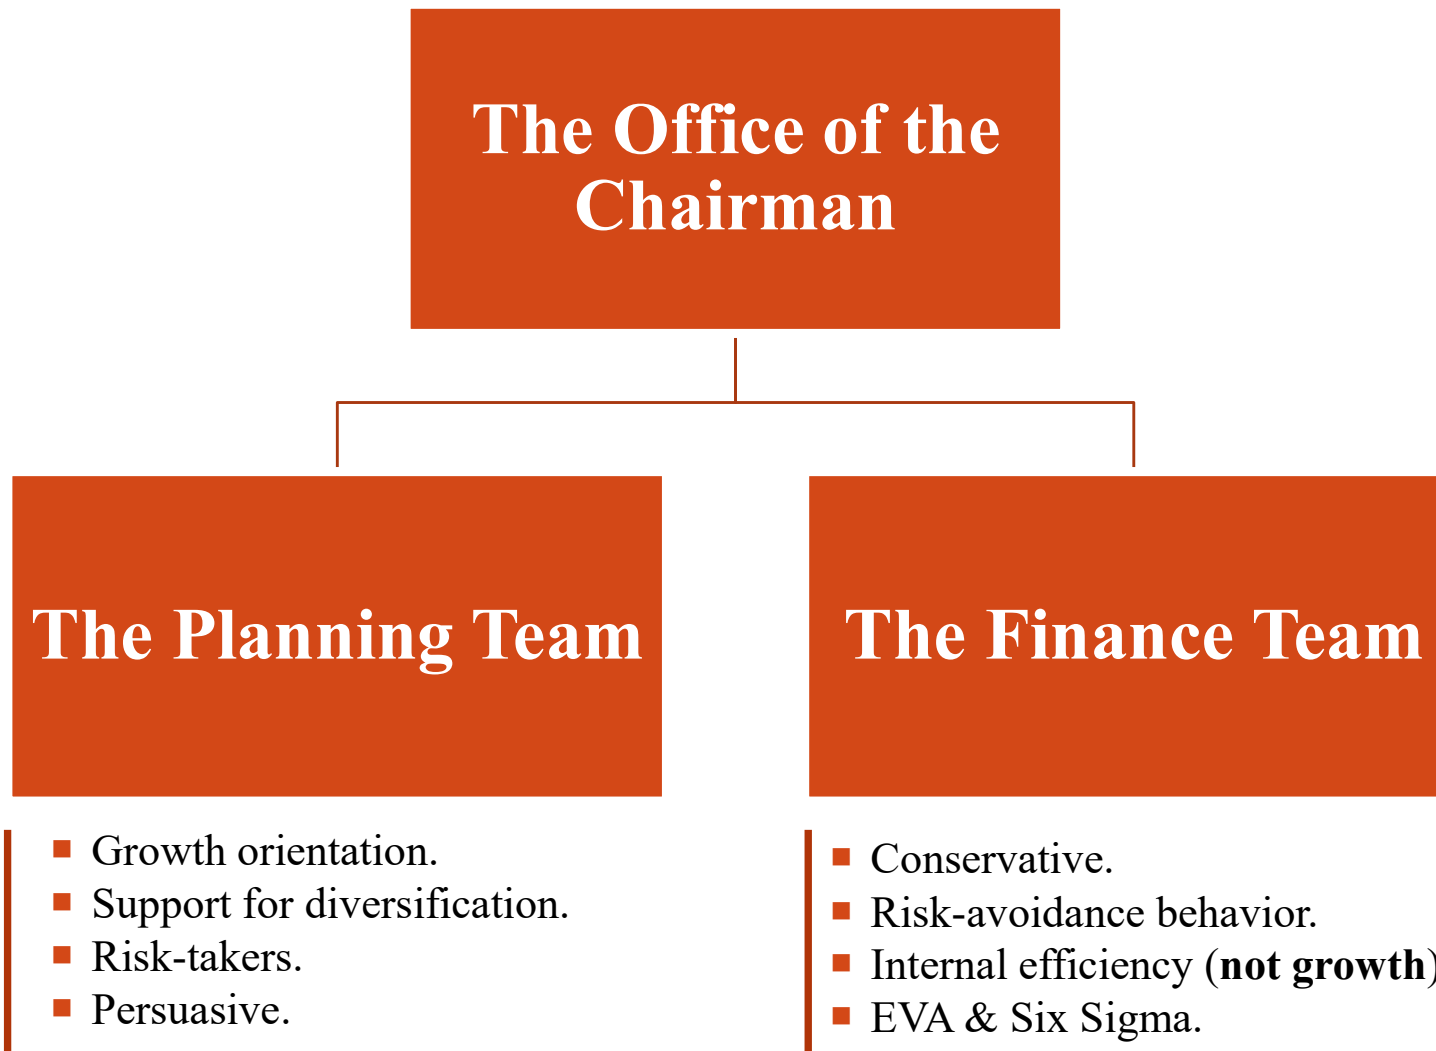 The Office of the
Chairman
The Planning Team
The Finance Team
Growth orientation.
Support for diversification.
Risk-takers.
Persuasive.
Conservative.
Risk-avoidance behavior.
Internal efficiency (not growth)
EVA & Six Sigma.